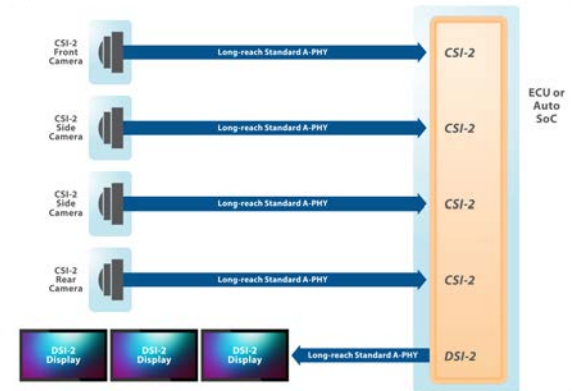 CSI-2
Front
Camera
Long-reach Standard A-PHY
CSI-2
ECU or
Auto
SoC
CSI-2
Side
Camera
Long-reach Standard A-PHY
CSI-2
CSI-2
Side
Camera
Long-reach Standard A-PHY
CSI-2
CSI-2
Rear
Camera
Long-reach Standard A-PHY
CSI-2
DSI-2
Display
DSI-2
Display
DSI-2
Display
Long-reach Standard A-PHY
DSI-2